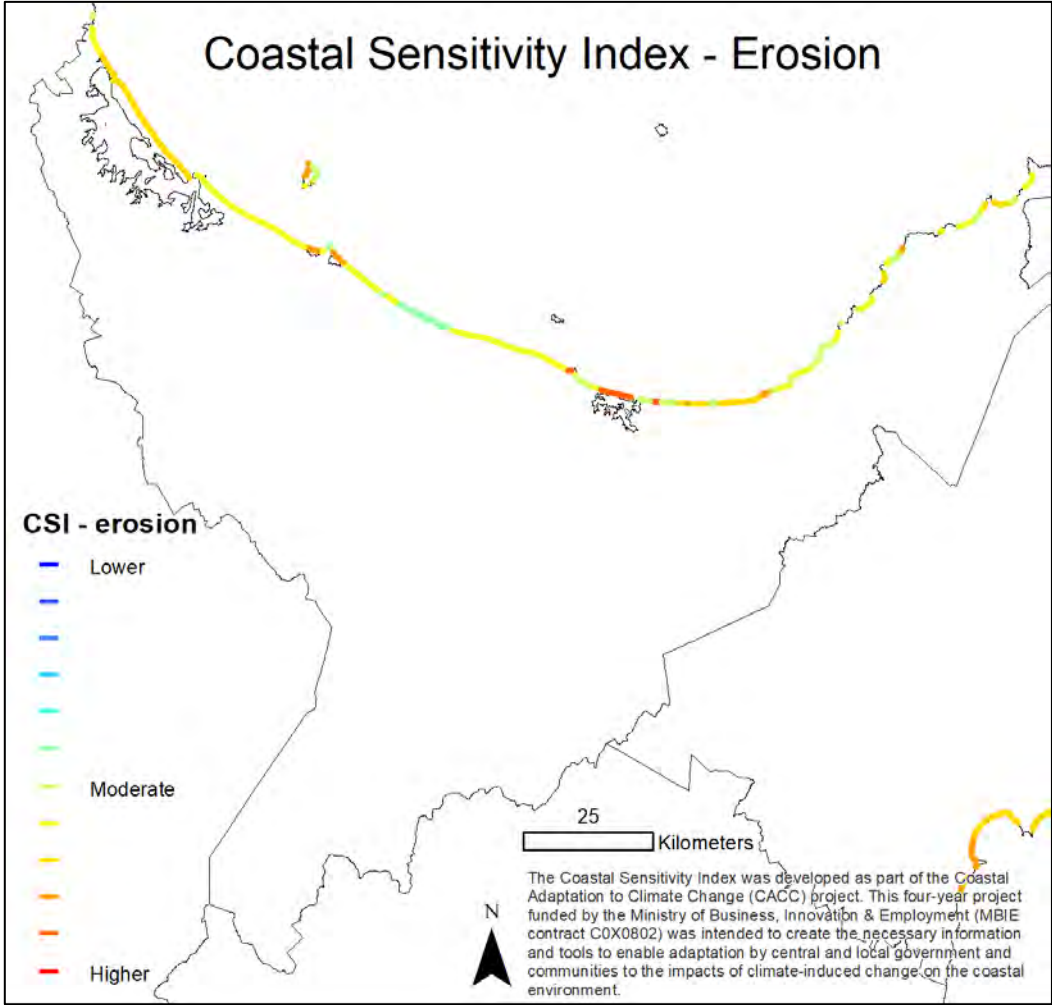 Coastal Sensitivity Index - Erosion
CSI - erosion
Lower
Moderate
Higher
25
Kilometers
N
The Coastal Sensitivity Index was developed as part of the Coastal
Adaptation to Climate Change (CACC) project. This four-year project
funded by the Ministry of Business, Innovation & Employment (MBIE
contract C0X0802) was intended to create the necessary information
and tools to enable adaptation by central and local government and
communities to the impacts of climate-induced change on the coastal
environment.